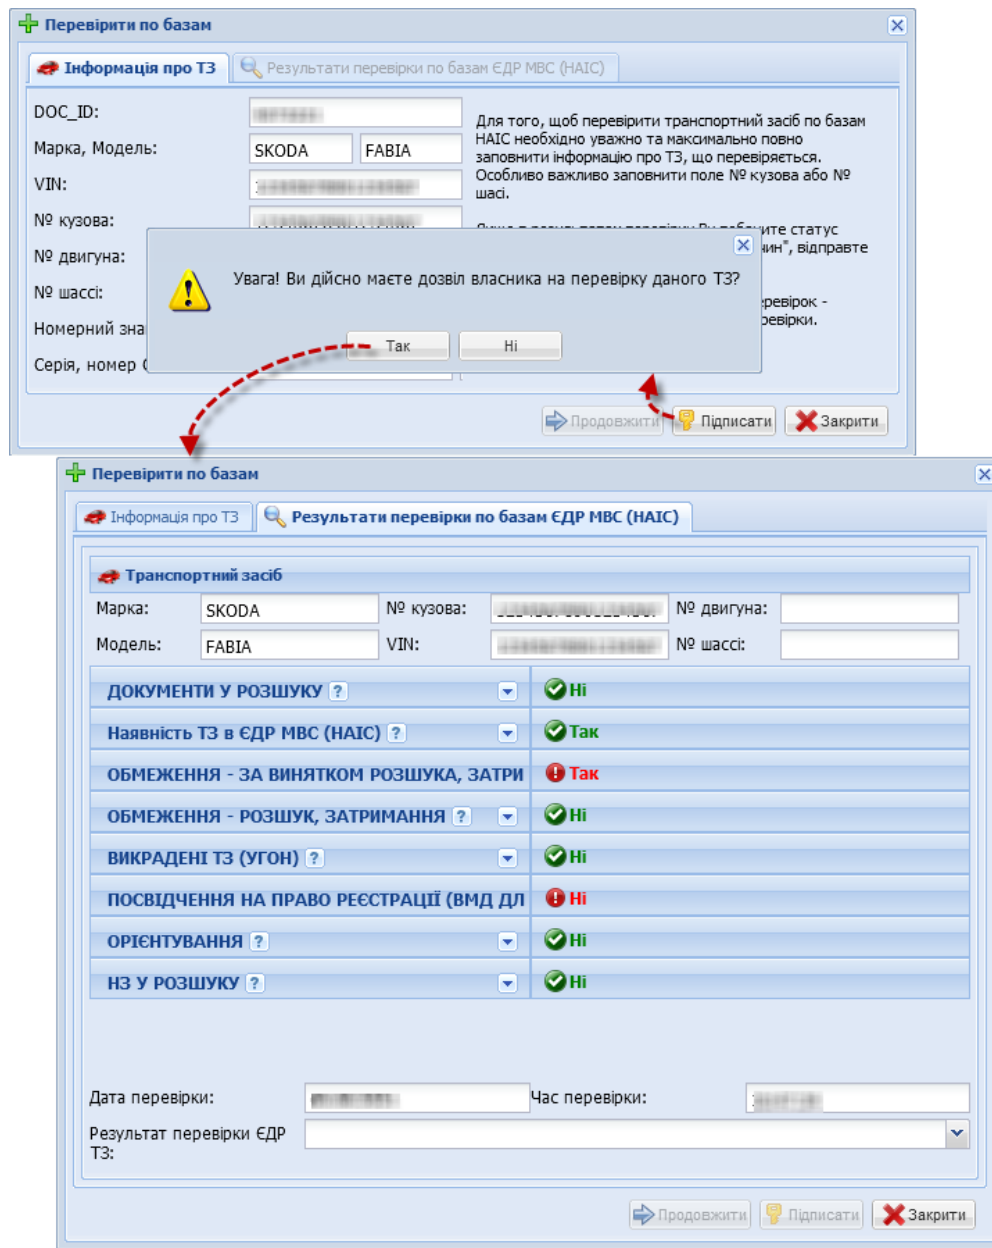 Перевірити по базам
Інформація про ТЗ
Результати перевірки по базам ЄДР МВС (НАІС)
DOC_ID:
Марка, Модель:
SKODA
FABIA
VIN:
№ кузова:
№ двигуна:
№ шассі:
Номерний зна
Серія, номер
Для того, щоб перевірити транспортний засіб по базам
НАІС необхідно уважно та максимально повно
заповнити інформацію про ТЗ, що перевіряється.
Особливо важливо заповнити поле № кузова або №
шасі.
те статус
чин", відправте
ревірок -
ревірки.
Увага! Ви дійсно маєте дозвіл власника на перевірку даного ТЗ?
Так
Ні
Продовжити
Підписати
Закрити
Перевірити по базам
Інформація про ТЗ
Результати перевірки по базам ЄДР МВС (НАІС)
Транспортний засіб
Марка:
SKODA
№ кузова:
№ двигуна:
Модель:
FABIA
VIN:
№ шассі:
ДОКУМЕНТИ У РОЗШУКУ ?
Ні
Наявність ТЗ в ЄДР МВС (НАІС) ?
Так
ОБМЕЖЕННЯ - ЗА ВИНЯТКОМ РОЗШУКА, ЗАТРИ
Так
ОБМЕЖЕННЯ - РОЗШУК, ЗАТРИМАННЯ ?
Ні
ВИКРАДЕНІ ТЗ (УГОН) ?
Ні
ПОСВІДЧЕННЯ НА ПРАВО РЕЄСТРАЦІЇ (ВМД ДЛ
Ні
ОРІЄНТУВАННЯ ?
Ні
НЗ У РОЗШУКУ ?
Ні
Дата перевірки:
Час перевірки:
Результат перевірки ЄДР
ТЗ:
Продовжити
Підписати
Закрити